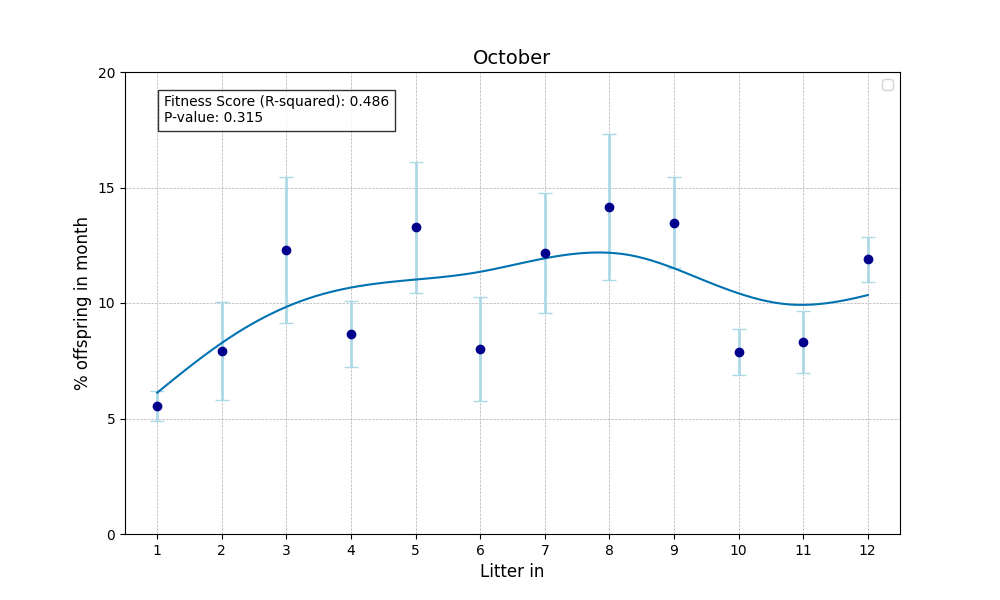 October
Fitness Score (R-squared): 0.486
P-value: 0.315
% offspring in month
20
15
10
5
0
1 2 3 4 5 6 7 8 9 10 11 12
Litter in